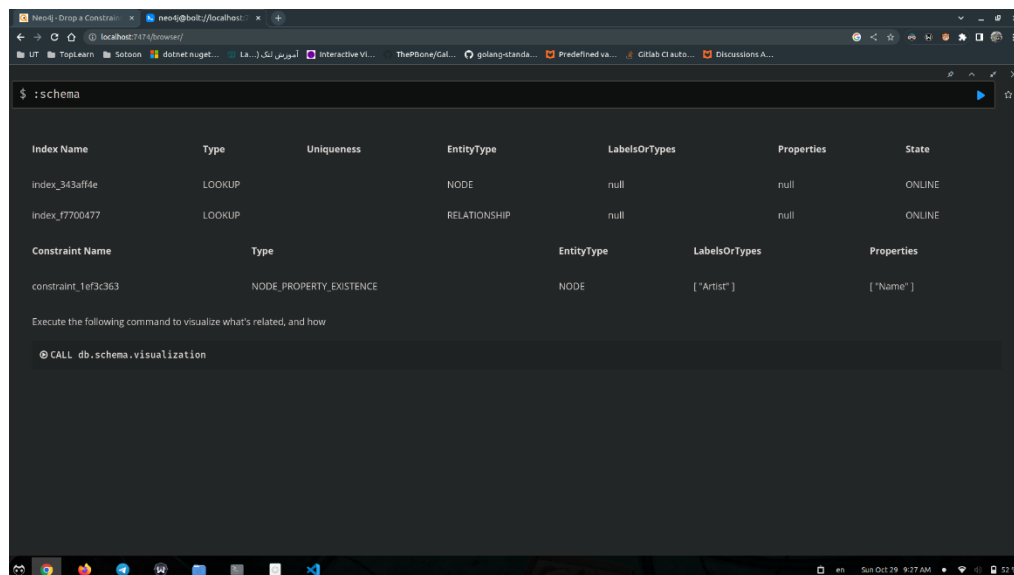 Neo4j - Drop a Constrain
neo4j@bolt://localhost:
localhost:7474/browser/
UT TopLearn Sotoon dotnet nuget... آموزش لتک (La... Interactive Vi... ThePBone/Gal... golang-standa... Predefined va... Gitlab CI auto... Discussions A...
$ :schema
Index Name Type Uniqueness EntityType LabelsOrTypes Properties State
index_343aff4e LOOKUP NODE null null ONLINE
index_f7700477 LOOKUP RELATIONSHIP null null ONLINE
Constraint Name Type EntityType LabelsOrTypes Properties
constraint_1ef3c363 NODE_PROPERTY_EXISTENCE NODE [ "Artist" ] [ "Name" ]
Execute the following command to visualize what's related, and how
CALL db.schema.visualization
en Sun Oct 29 9:27 AM 52